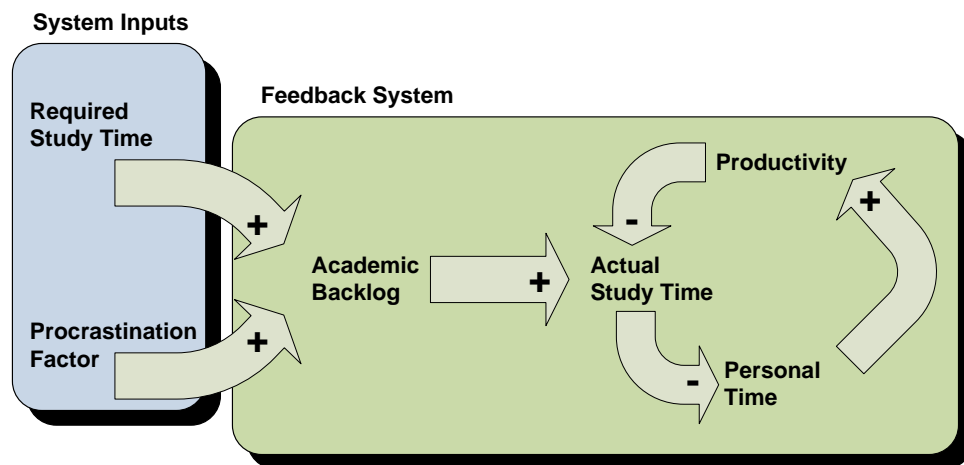 System Inputs
Required
Study Time
+
Procrastination
Factor
+
Feedback System
Academic
Backlog
+
Productivity
-
+
Actual
Study Time
-
Personal
Time